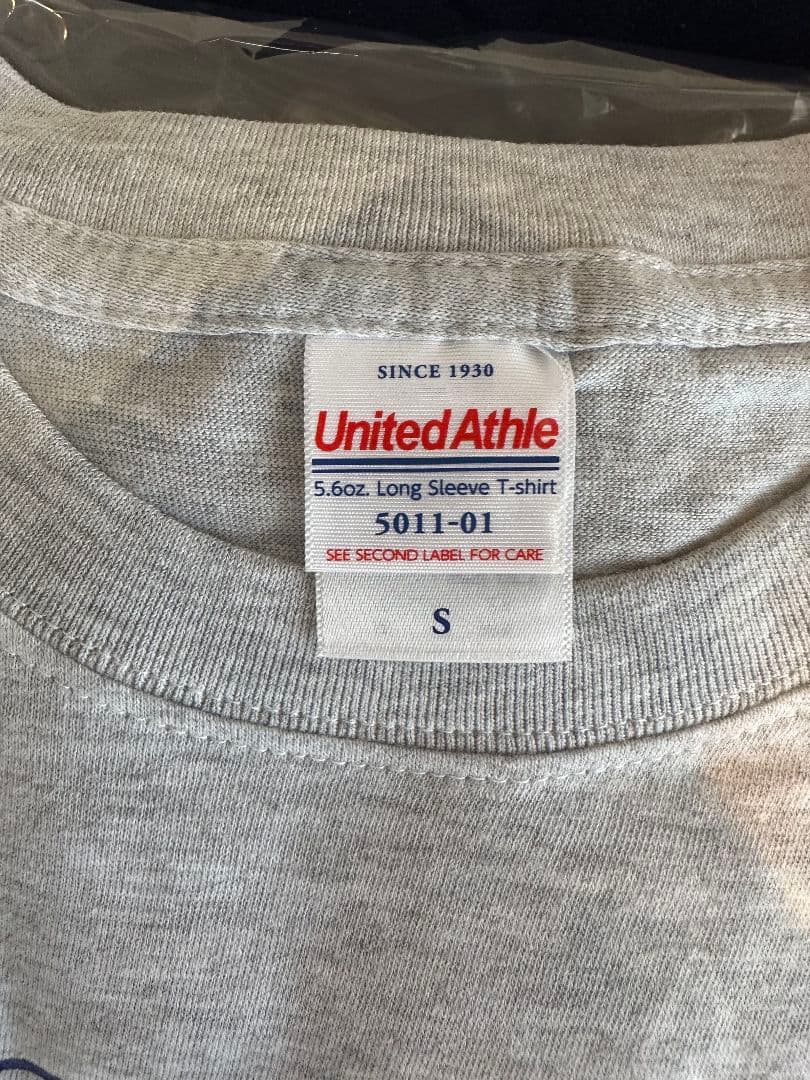 SINCE 1930
United Athle
5.6oz. Long Sleeve T-shirt
5011-01
SEE SECOND LABEL FOR CARE
S